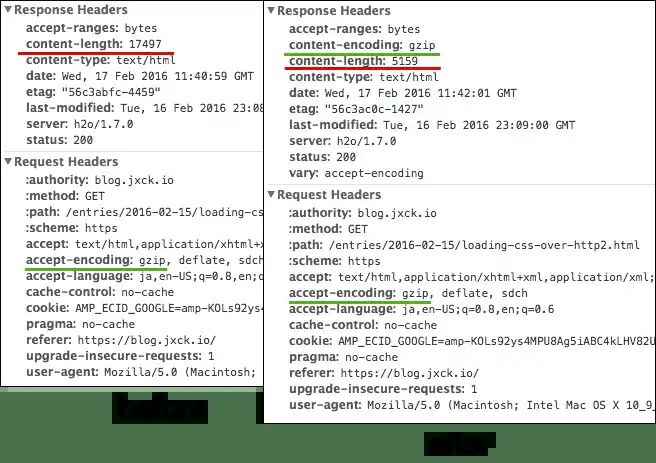 Response Headers
accept-ranges: bytes
content-length: 17497
content-type: text/html
date: Wed, 17 Feb 2016 11:40:59 GMT
etag: "56c3abfc-4459"
last-modified: Tue, 16 Feb 2016 23:08
server: h2o/1.7.0
status: 200
Request Headers
:authority: blog.jxck.io
:method: GET
:path: /entries/2016-02-15/loading-cs
:scheme: https
accept: text/html,application/xhtml+x
accept-encoding: gzip, deflate, sdch
accept-language: ja,en-US;q=0.8,en;q
cache-control: no-cache
cookie: AMP_ECID_GOOGLE=amp-KOLs92ys4
pragma: no-cache
referer: https://blog.jxck.io/
upgrade-insecure-requests: 1
user-agent: Mozilla/5.0 (Macintosh;
before
Response Headers
accept-ranges: bytes
content-encoding: gzip
content-length: 5159
content-type: text/html
date: Wed, 17 Feb 2016 11:42:01 GMT
etag: "56c3ac0c-1427"
last-modified: Tue, 16 Feb 2016 23:09:00 GMT
server: h2o/1.7.0
status: 200
vary: accept-encoding
Request Headers
:authority: blog.jxck.io
:method: GET
:path: /entries/2016-02-15/loading-css-over-http2.html
:scheme: https
accept: text/html,application/xhtml+xml,application/xml;
accept-encoding: gzip, deflate, sdch
accept-language: ja,en-US;q=0.8,en;q=0.6
cache-control: no-cache
cookie: AMP_ECID_GOOGLE=amp-KOLs92ys4MPU8Ag5iABC4kLHV82U
pragma: no-cache
referer: https://blog.jxck.io/
upgrade-insecure-requests: 1
user-agent: Mozilla/5.0 (Macintosh; Intel Mac OS X 10_9_
after